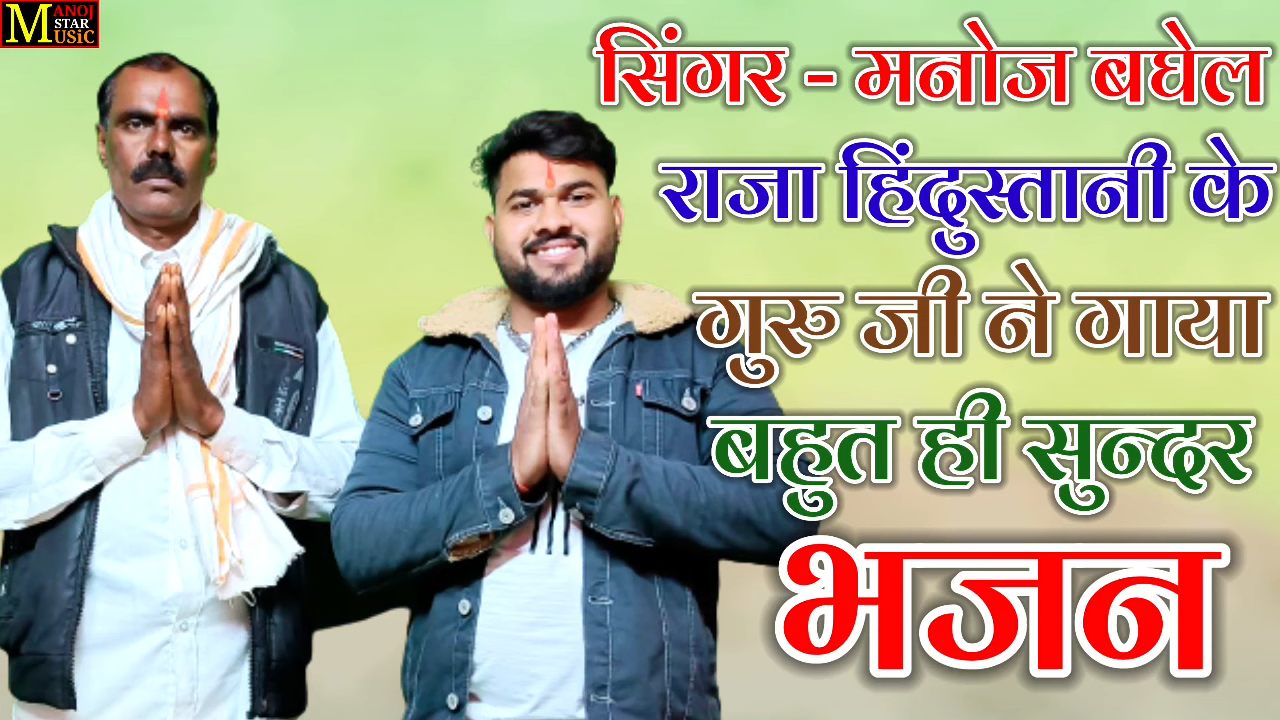 MANOJ
STAR
MUSIC
सिंगर - मनोज बघेल
राजा हिंदुस्तानी के
गुरु जी ने गाया
बहुत ही सुन्दर
भजन